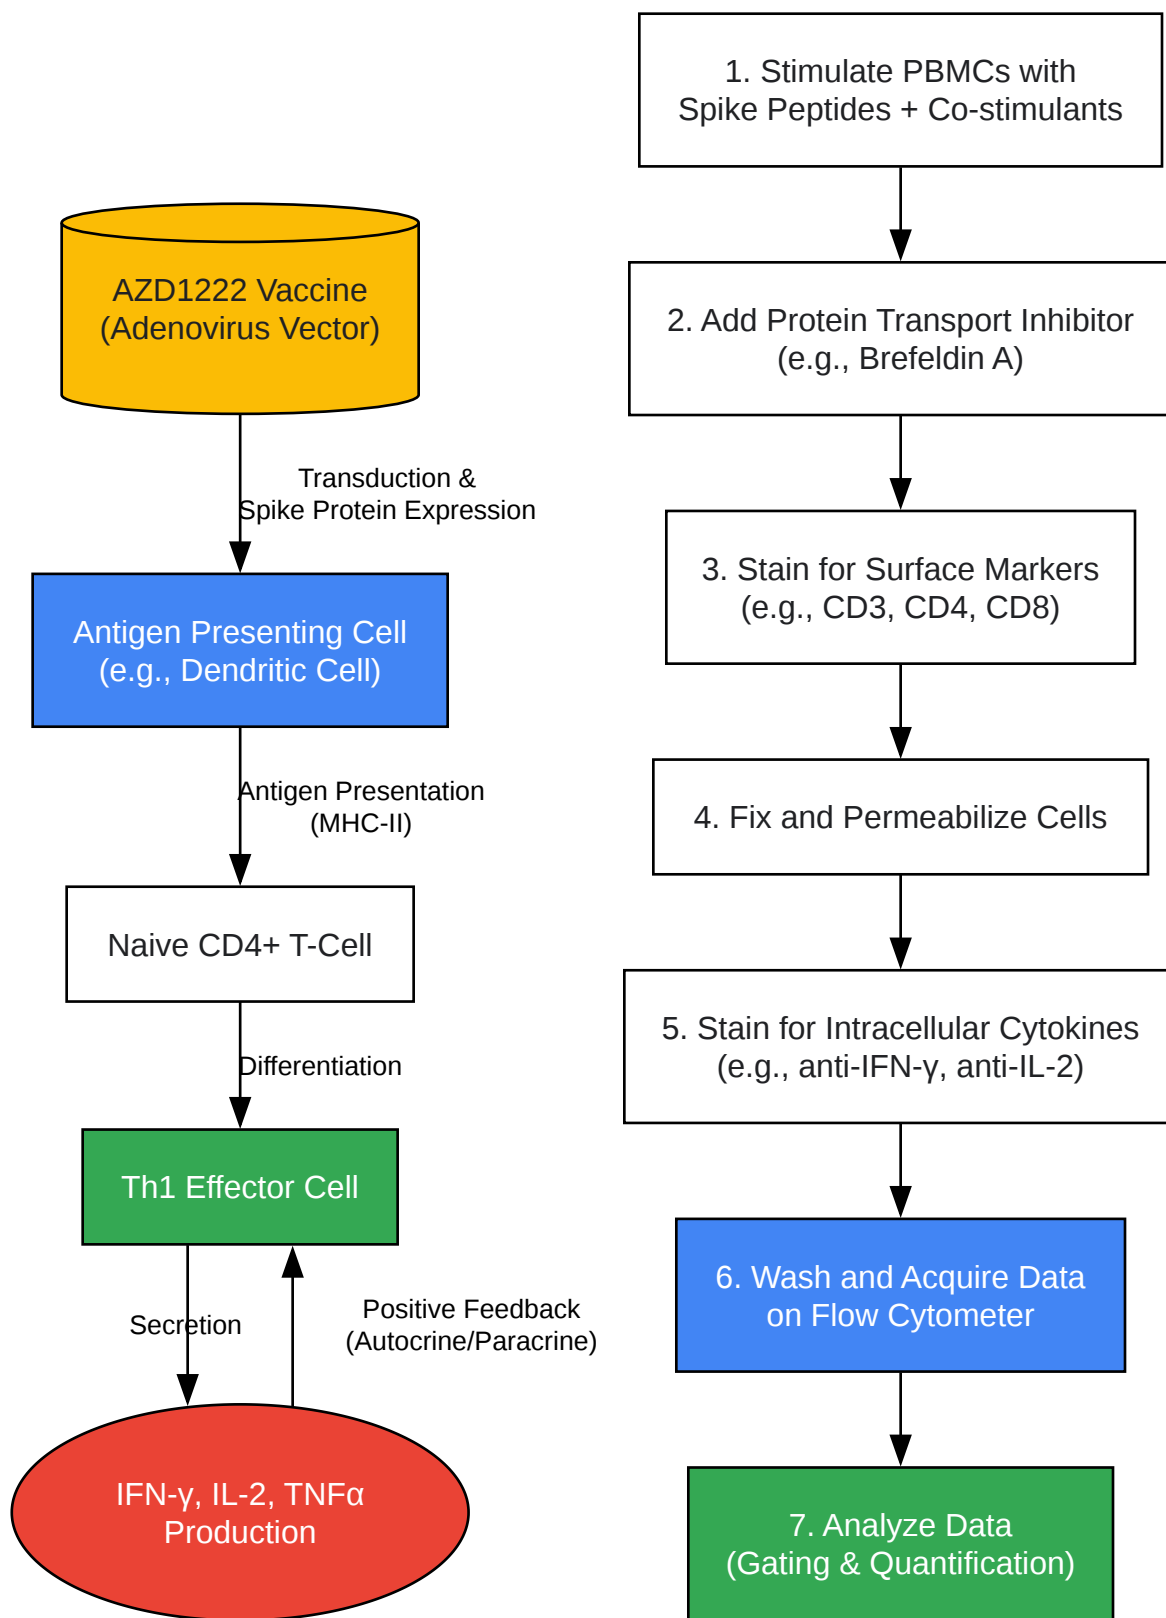 AZD1222 Vaccine
(Adenovirus Vector)
Transduction &
Spike Protein Expression
Antigen Presenting Cell
(e.g., Dendritic Cell)
Antigen Presentation
(MHC-II)
Naive CD4+ T-Cell
Differentiation
Th1 Effector Cell
Secretion
Positive Feedback
(Autocrine/Paracrine)
IFN-γ, IL-2, TNFα
Production
1. Stimulate PBMCs with
Spike Peptides + Co-stimulants
2. Add Protein Transport Inhibitor
(e.g., Brefeldin A)
3. Stain for Surface Markers
(e.g., CD3, CD4, CD8)
4. Fix and Permeabilize Cells
5. Stain for Intracellular Cytokines
(e.g., anti-IFN-γ, anti-IL-2)
6. Wash and Acquire Data
on Flow Cytometer
7. Analyze Data
(Gating & Quantification)